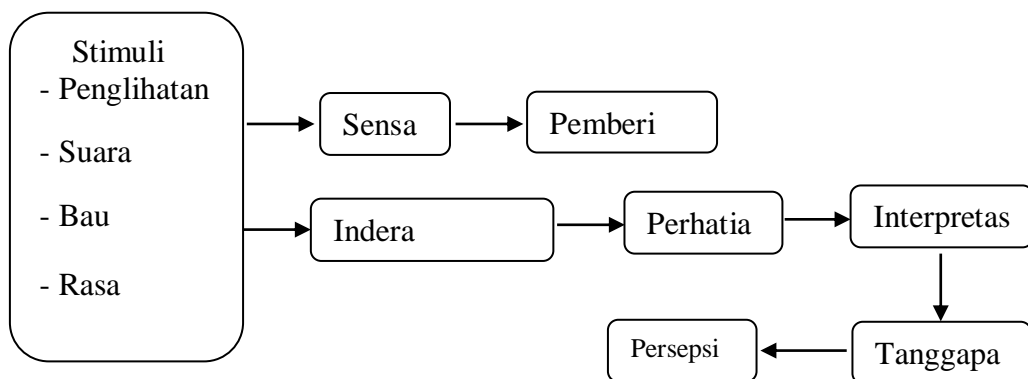 Stimuli
- Penglihatan
- Suara
- Bau
- Rasa
Sensa
Pemberi
Indera
Perhatia
Interpretas
Tanggapa
Persepsi